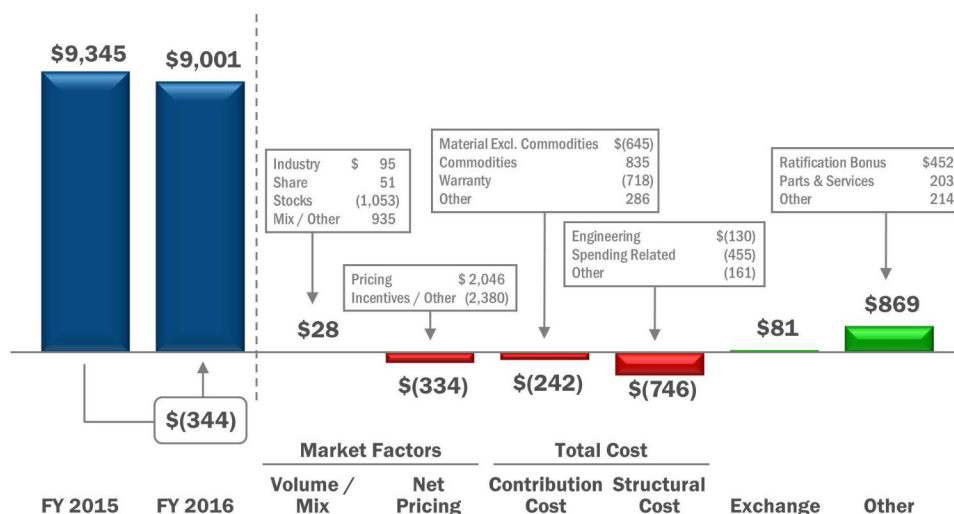 $9,345
$9,001
Industry $ 95
Share 51
Stocks (1,053)
Mix / Other 935
Material Excl. Commodities $(645)
Commodities 835
Warranty (718)
Other 286
Ratification Bonus $452
Parts & Services 203
Other 214
Pricing $ 2,046
Incentives / Other (2,380)
Engineering $(130)
Spending Related (455)
Other (161)
$28
$(334)
$(242)
$(746)
$81
$869
$(344)
Market Factors
Total Cost
FY 2015
FY 2016
Volume /
Mix
Net
Pricing
Contribution
Cost
Structural
Cost
Exchange
Other